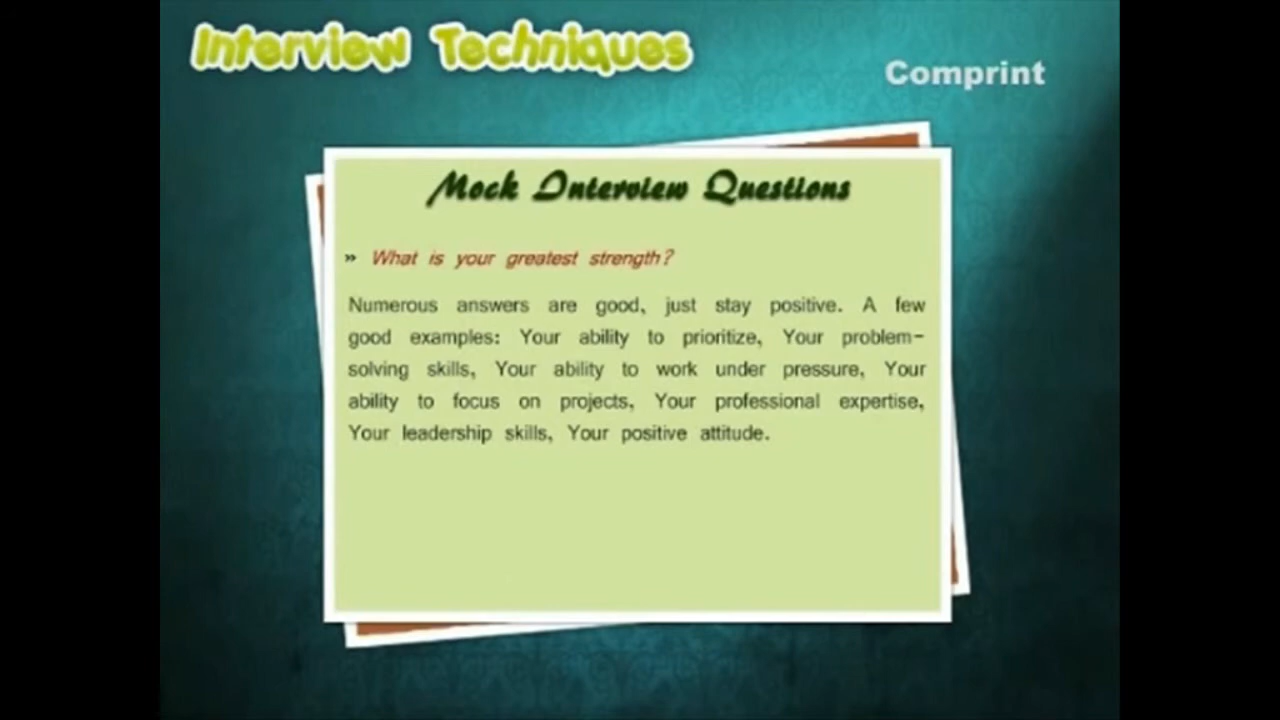 Interview Techniques
Comprint
Mock Interview Questions
» What is your greatest strength?
Numerous answers are good, just stay positive. A few
good examples: Your ability to prioritize, Your problem-
solving skills, Your ability to work under pressure, Your
ability to focus on projects, Your professional expertise,
Your leadership skills, Your positive attitude.